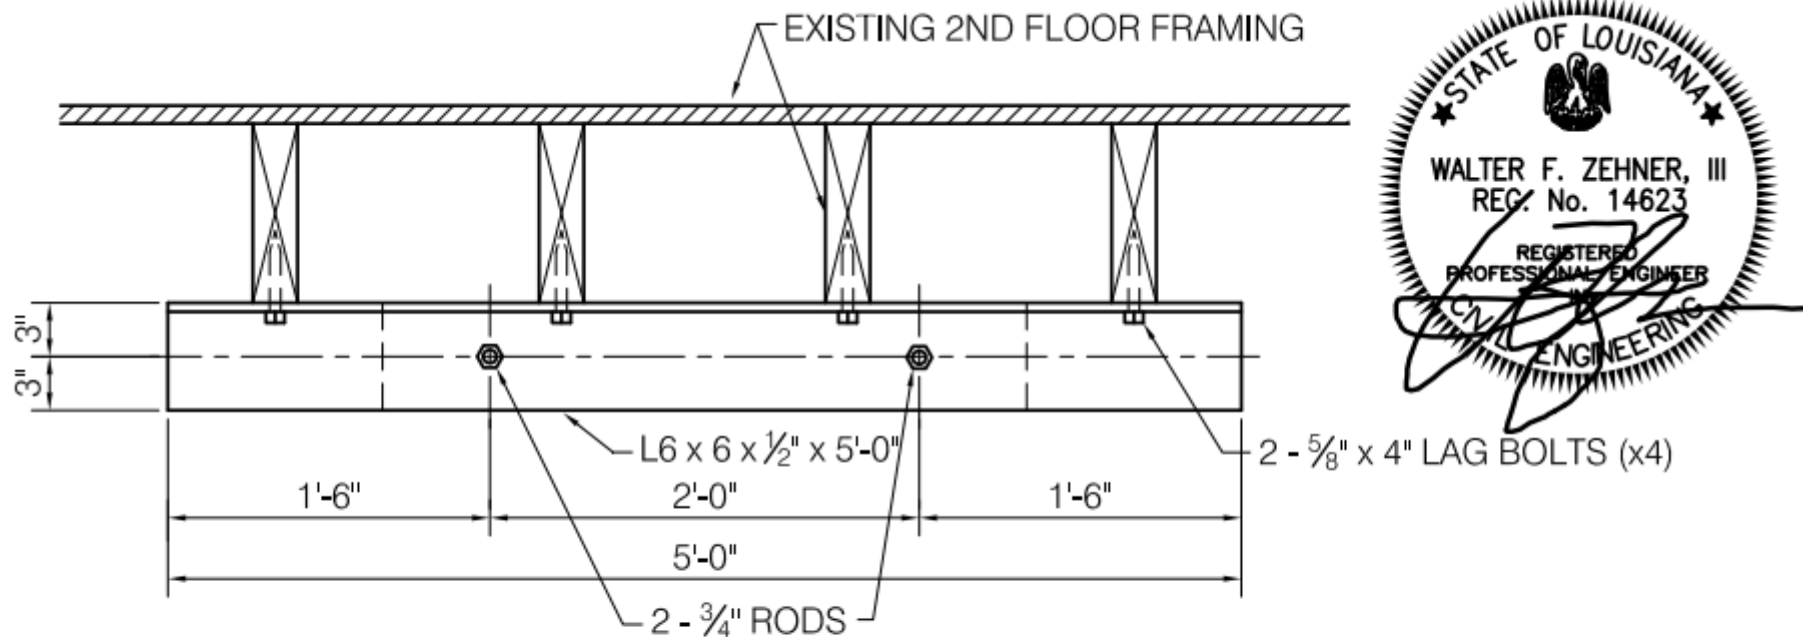 EXISTING 2ND FLOOR FRAMING
STATE OF LOUISIANA
WALTER F. ZEHNER, III
REG. No. 14623
REGISTERED
PROFESSIONAL ENGINEER
IN
CIVIL ENGINEERING
3"
3"
L6 x 6 x ½" x 5'-0"
2 - ⅝" x 4" LAG BOLTS (x4)
1'-6"
2'-0"
1'-6"
5'-0"
2 - ¾" RODS